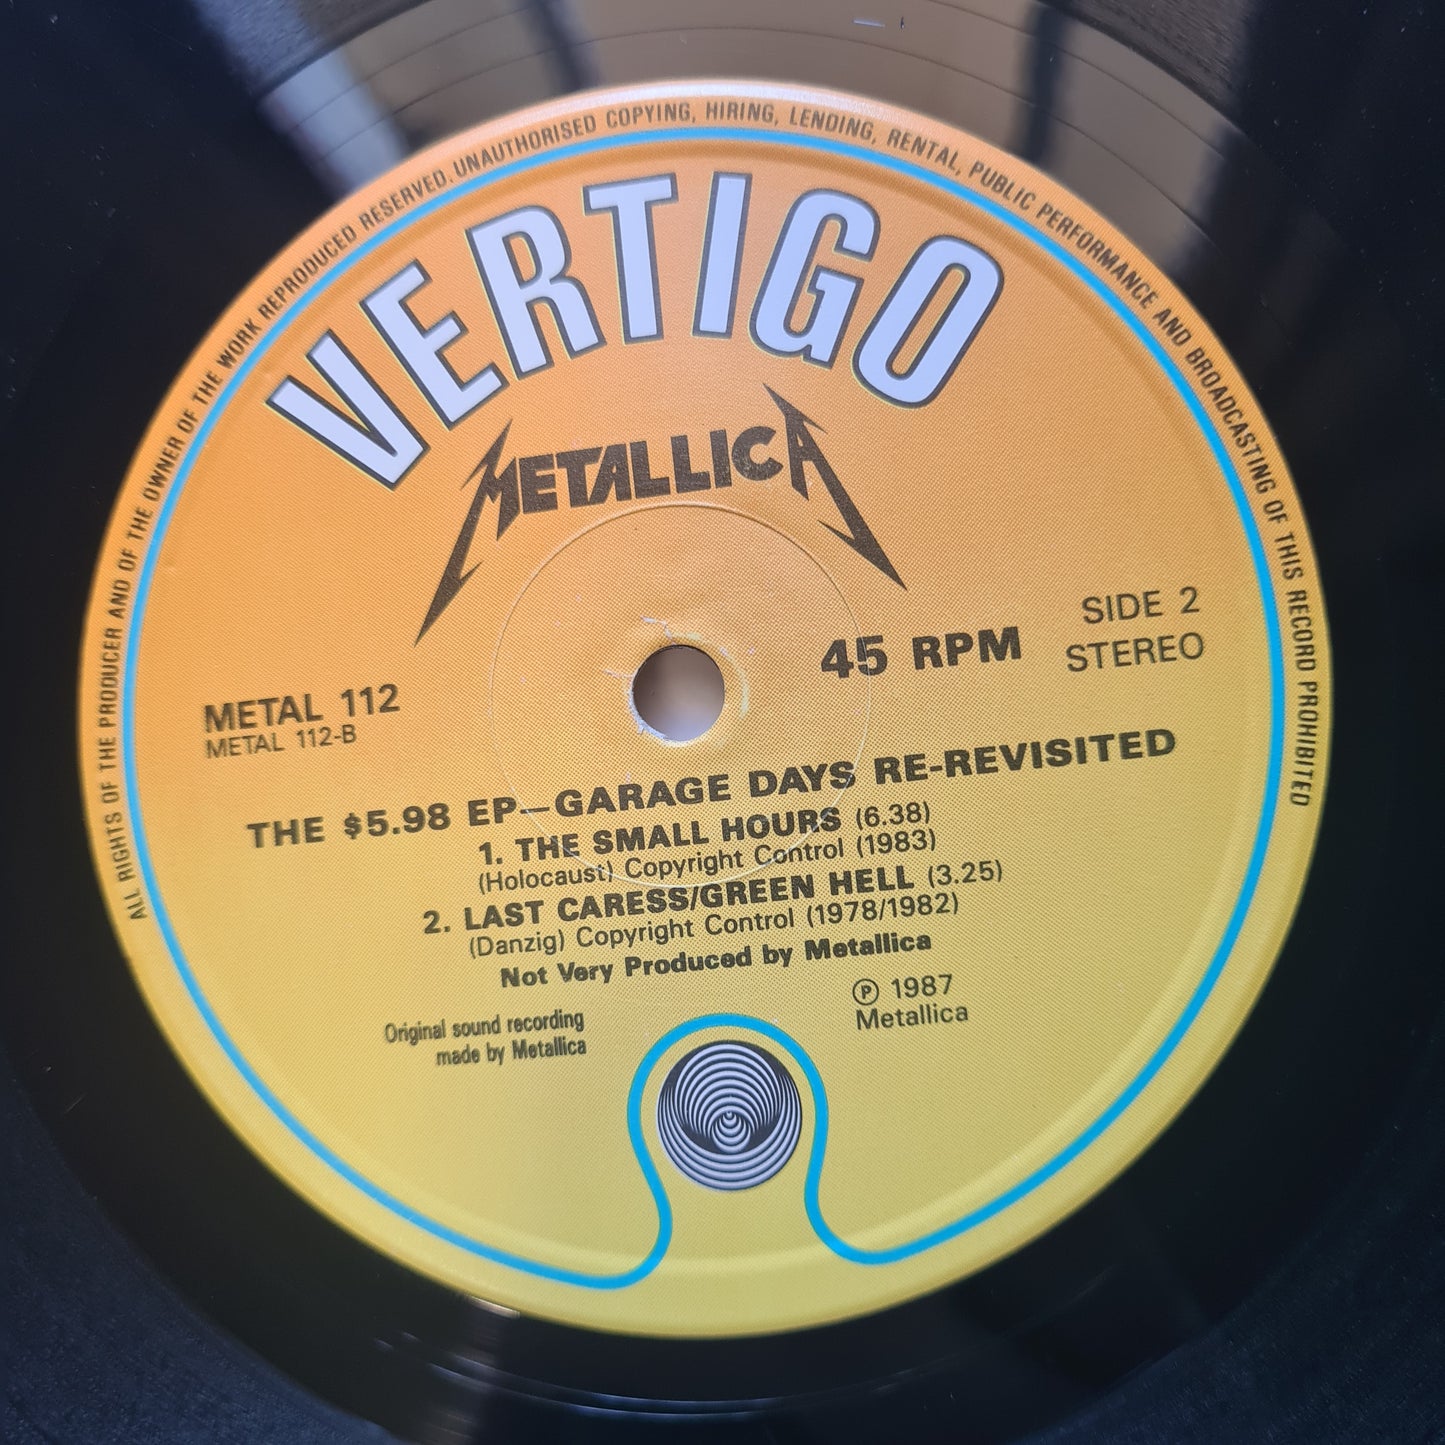 ALL RIGHTS OF THE PRODUCER AND OF THE OWNER OF THE WORK REPRODUCED RESERVED. UNAUTHORISED COPYING, HIRING, LENDING, RENTAL, PUBLIC PERFORMANCE AND BROADCASTING OF THIS RECORD PROHIBITED
VERTIGO
METALLICA
SIDE 2
45 RPM STEREO
METAL 112
METAL 112-B
THE $5.98 EP—GARAGE DAYS RE-REVISITED
1. THE SMALL HOURS (6.38)
(Holocaust) Copyright Control (1983)
2. LAST CARESS/GREEN HELL (3.25)
(Danzig) Copyright Control (1978/1982)
Not Very Produced by Metallica
Ⓟ 1987
Metallica
Original sound recording
made by Metallica